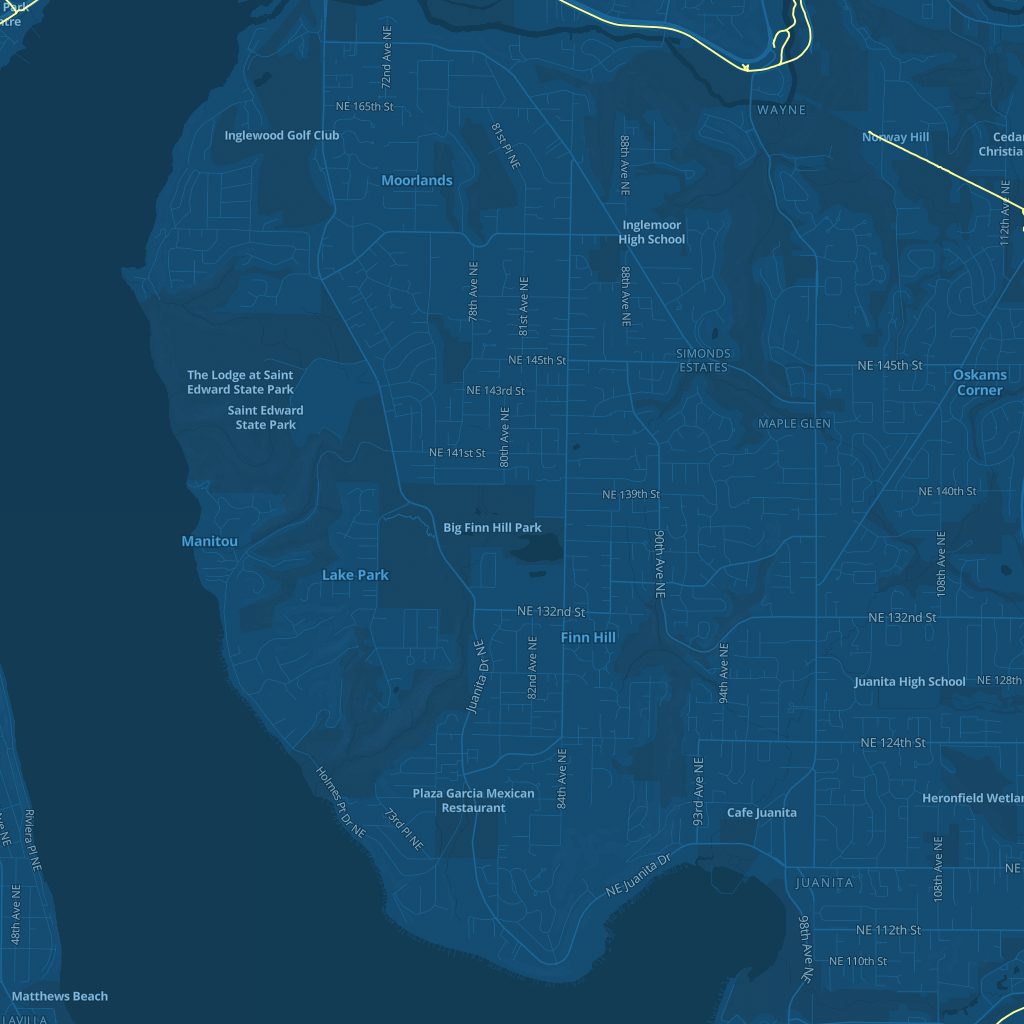 Park
72nd Ave NE
NE 165th St
WAYNE
Inglewood Golf Club
81st Pl NE
88th Ave NE
Norway Hill
Cedar
Christia
Moorlands
112th Ave NE
Inglemoor
High School
78th Ave NE
81st Ave NE
88th Ave NE
NE 145th St
SIMONDS
ESTATES
NE 145th St
The Lodge at Saint
Edward State Park
NE 143rd St
Oskams
Corner
Saint Edward
State Park
80th Ave NE
MAPLE GLEN
NE 141st St
NE 139th St
NE 140th St
Big Finn Hill Park
Manitou
90th Ave NE
108th Ave NE
Lake Park
NE 132nd St
NE 132nd St
Finn Hill
Juanita Dr NE
82nd Ave NE
94th Ave NE
Juanita High School
NE 128th
NE 124th St
Holmes Pt Dr NE
84th Ave NE
93rd Ave NE
Plaza Garcia Mexican
Restaurant
Heronfield Wetlan
73rd Pl NE
Cafe Juanita
Riviera Pl NE
Ave NE
NE Juanita Dr
108th Ave NE
NE
JUANITA
48th Ave NE
98th Ave NE
NE 112th St
NE 110th St
Matthews Beach
LAVILLA